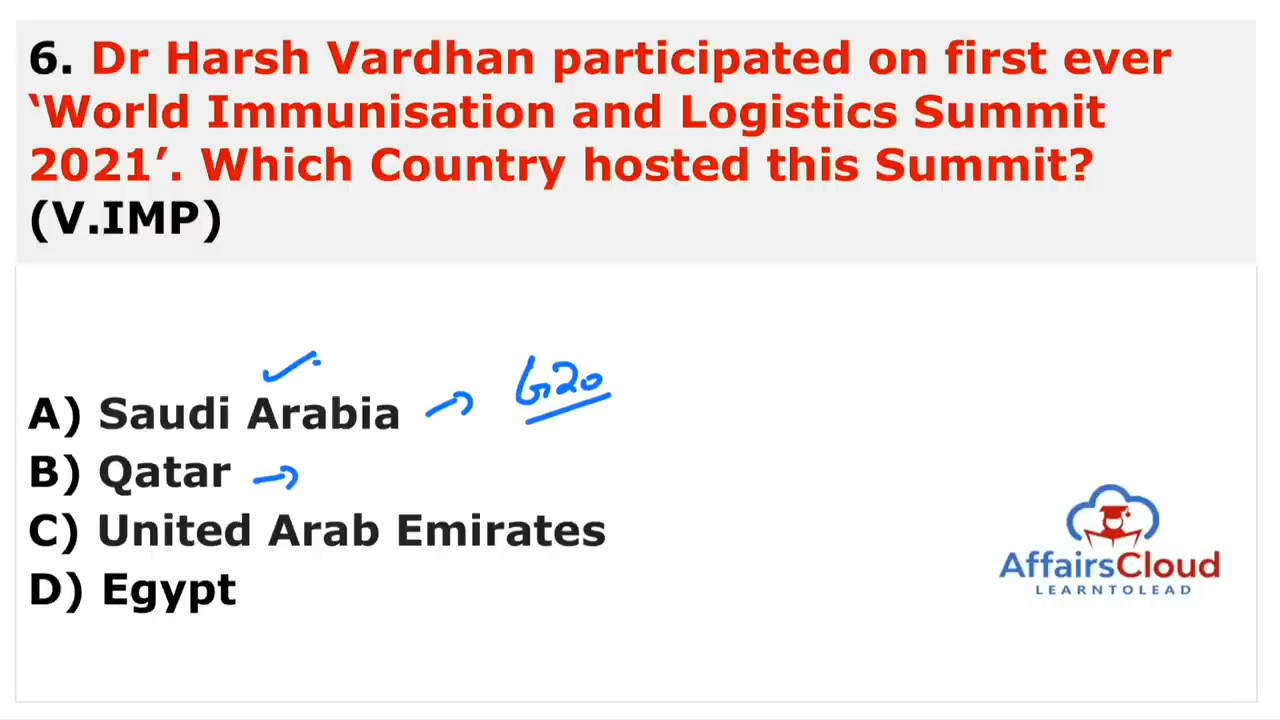 6. Dr Harsh Vardhan participated on first ever
‘World Immunisation and Logistics Summit
2021’. Which Country hosted this Summit?
(V.IMP)
A) Saudi Arabia → G20
B) Qatar →
C) United Arab Emirates
D) Egypt
AffairsCloud
LEARNTOLEAD